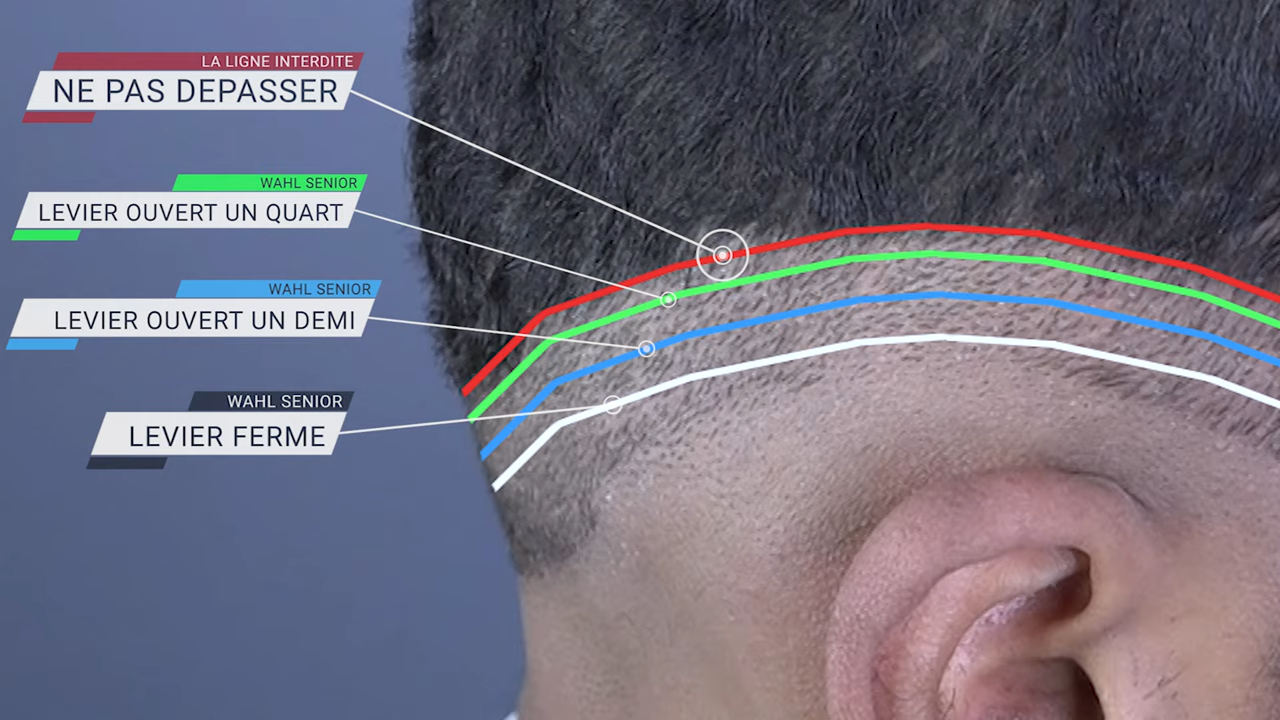 LA LIGNE INTERDITE
NE PAS DEPASSER
WAHL SENIOR
LEVIER OUVERT UN QUART
WAHL SENIOR
LEVIER OUVERT UN DEMI
WAHL SENIOR
LEVIER FERME